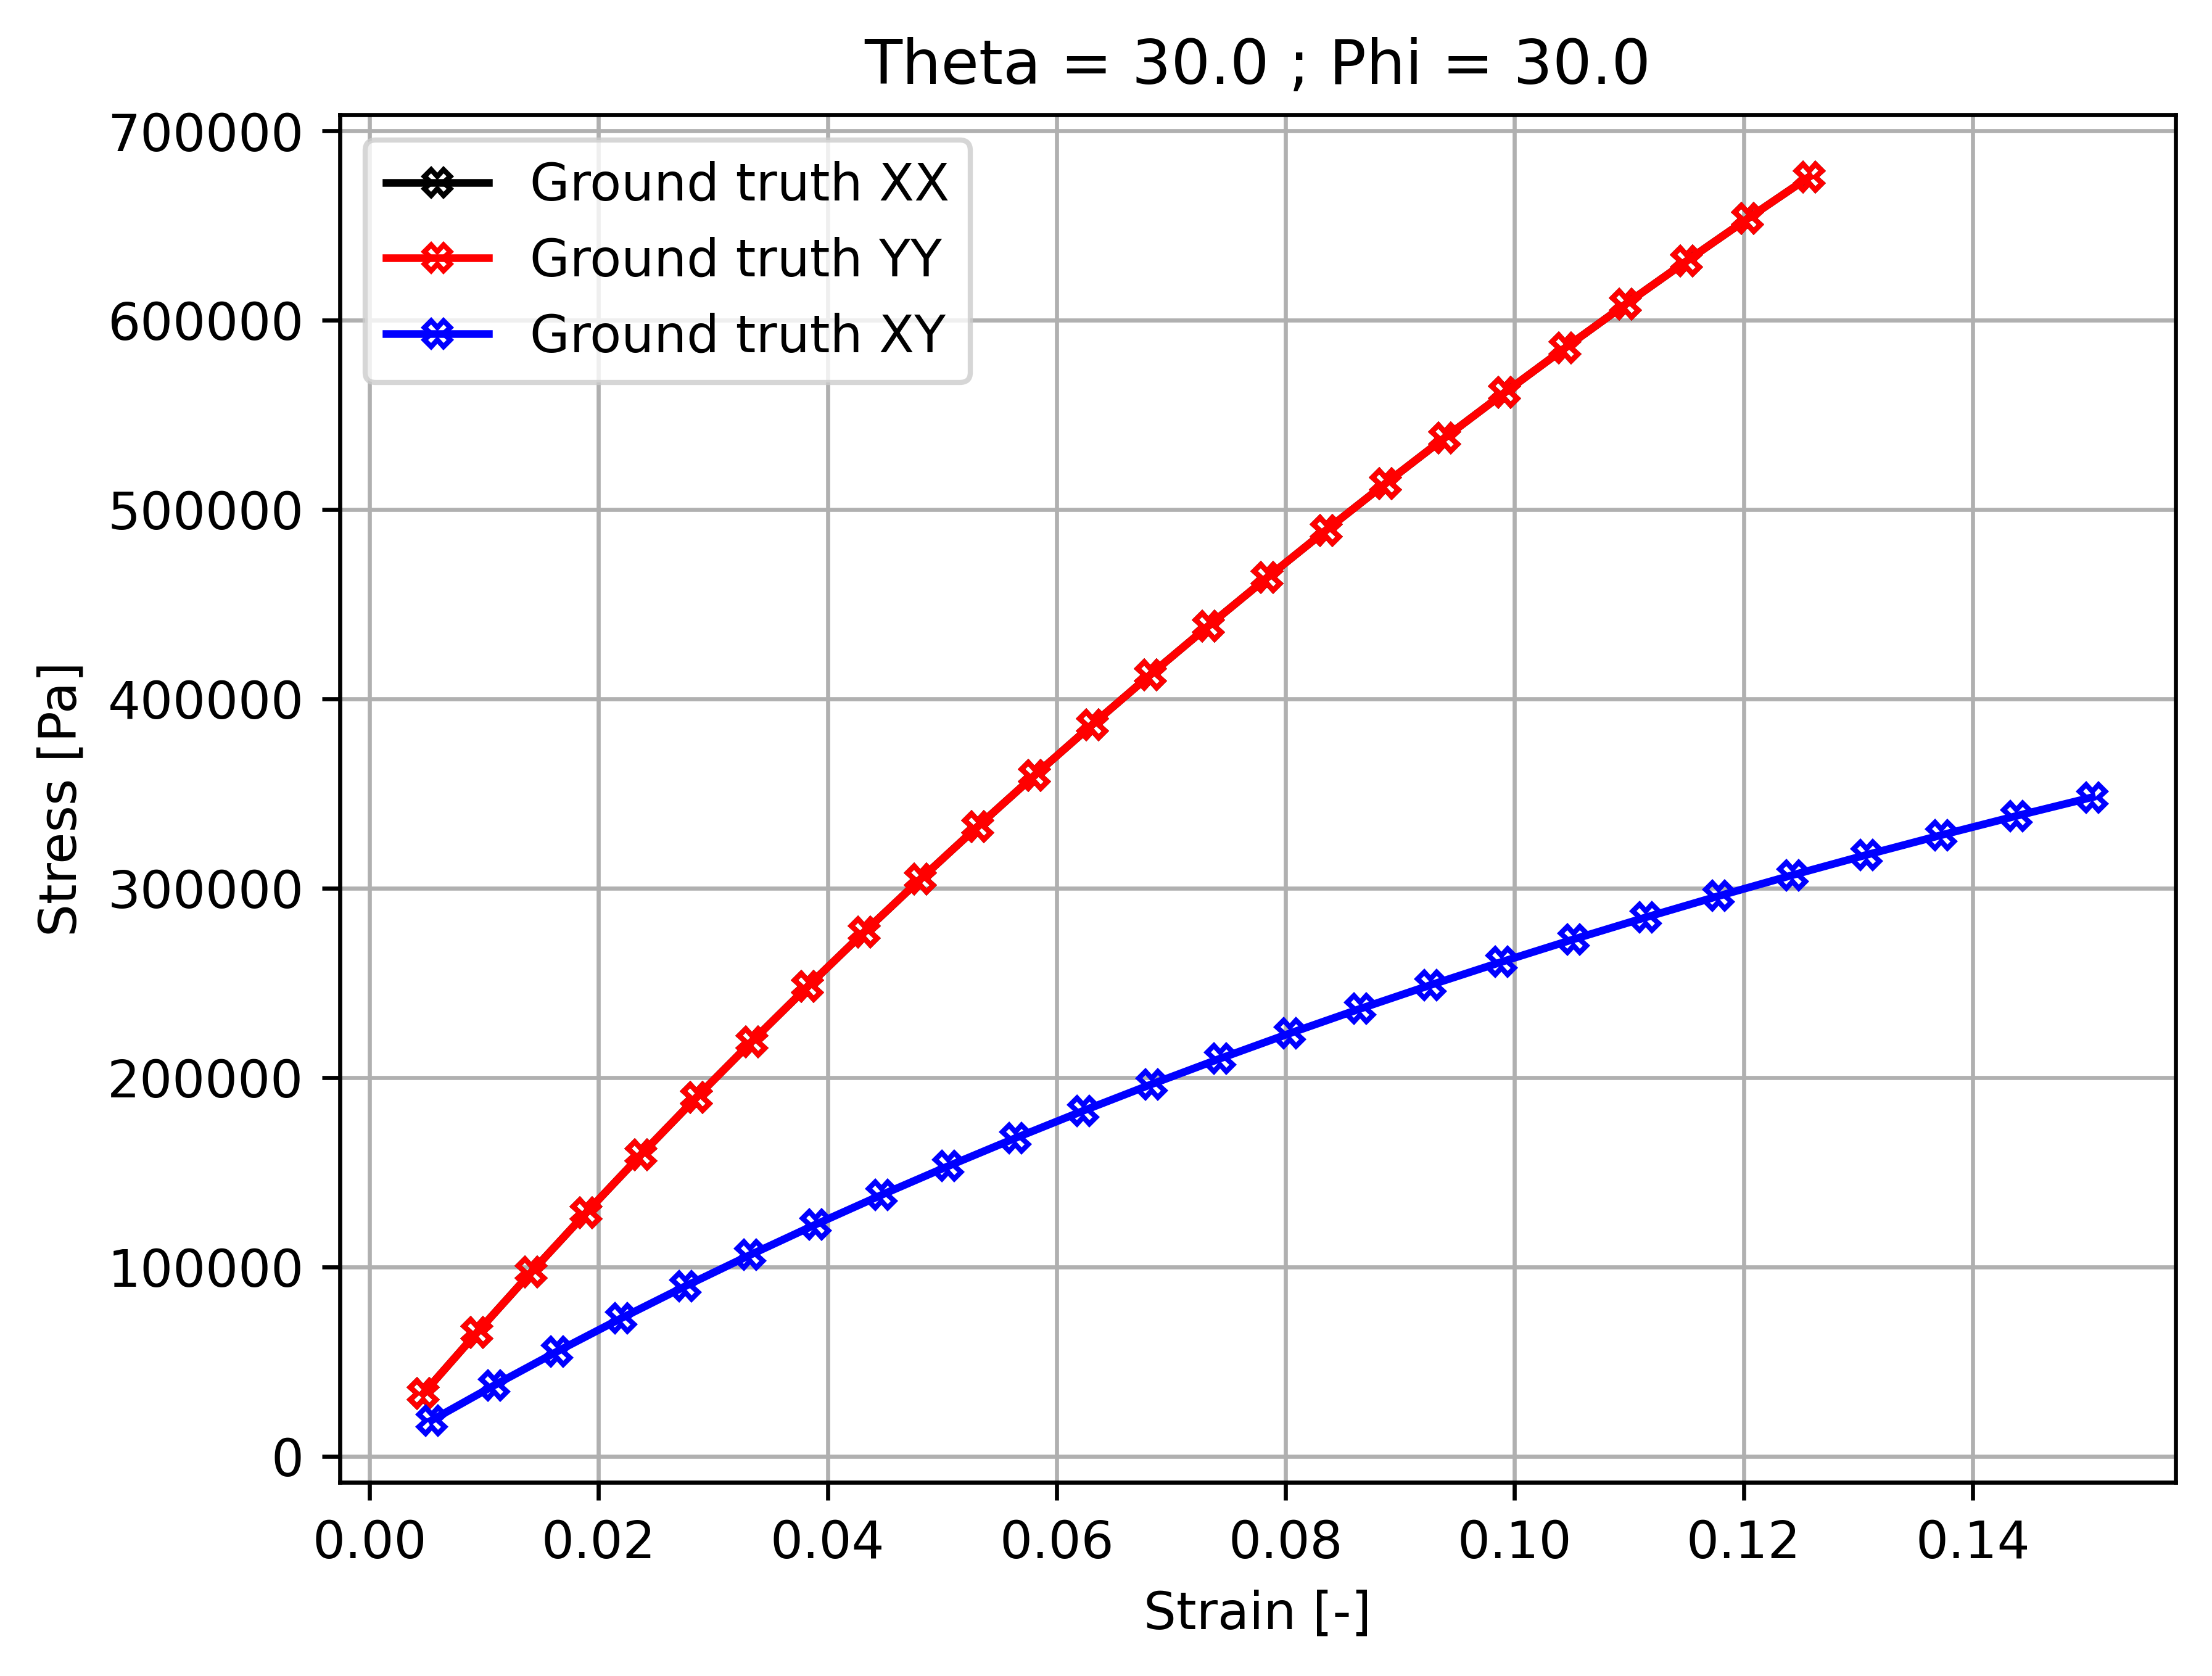 Theta = 30.0 ; Phi = 30.0
700000
600000
500000
400000
300000
200000
100000
0
Stress [Pa]
Ground truth XX
Ground truth YY
Ground truth XY
0.00 0.02 0.04 0.06 0.08 0.10 0.12 0.14
Strain [-]